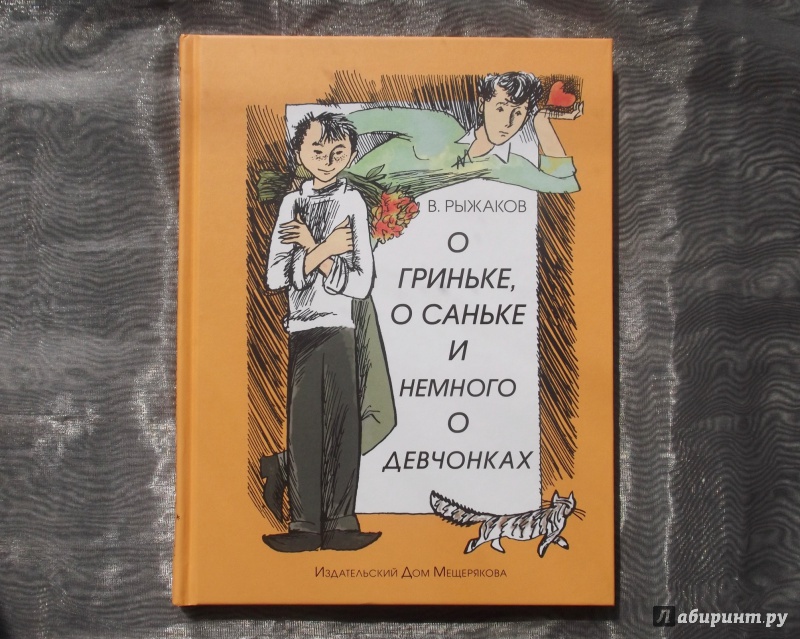 В. РЫЖАКОВ
О
ГРИНЬКЕ,
О САНЬКЕ
И
НЕМНОГО
О
ДЕВЧОНКАХ
ИЗДАТЕЛЬСКИЙ ДОМ МЕЩЕРЯКОВА
Лабиринт.ру